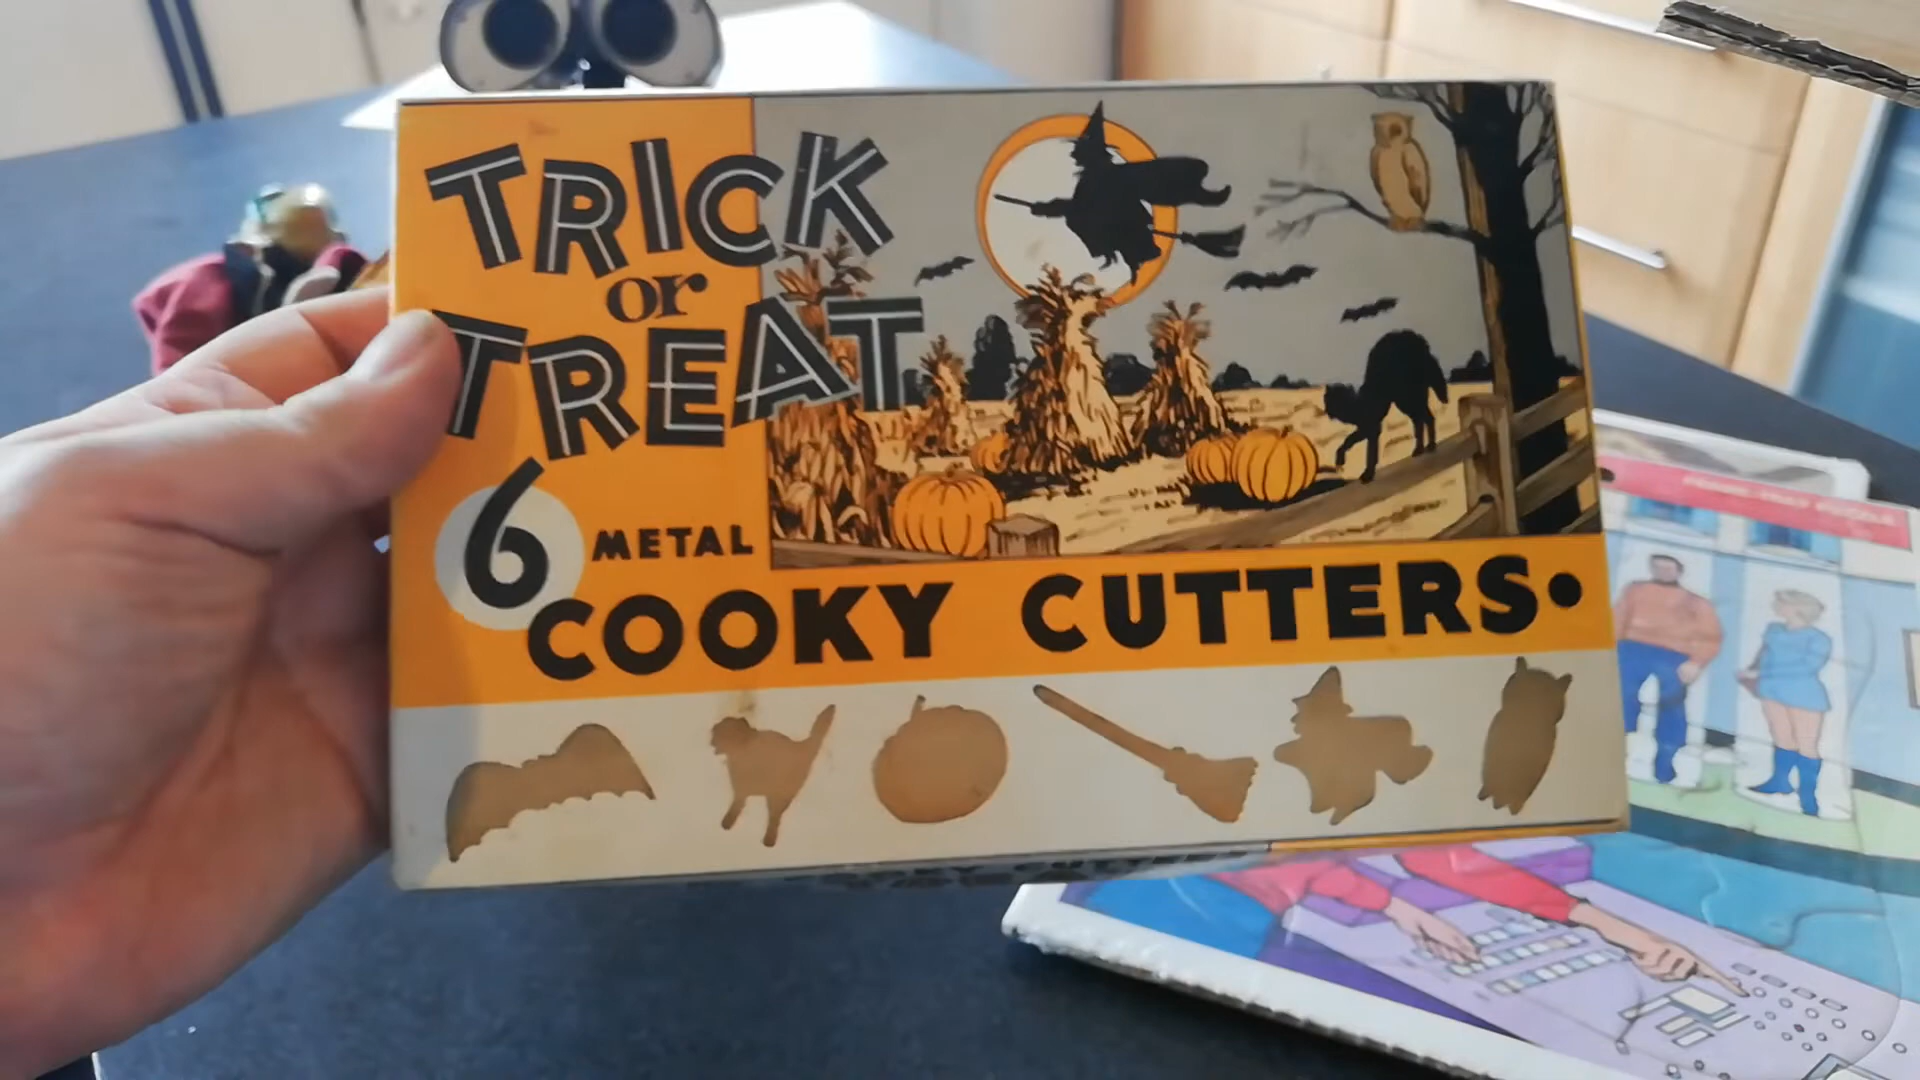 TRICK
or
TREAT
6 METAL
COOKY CUTTERS